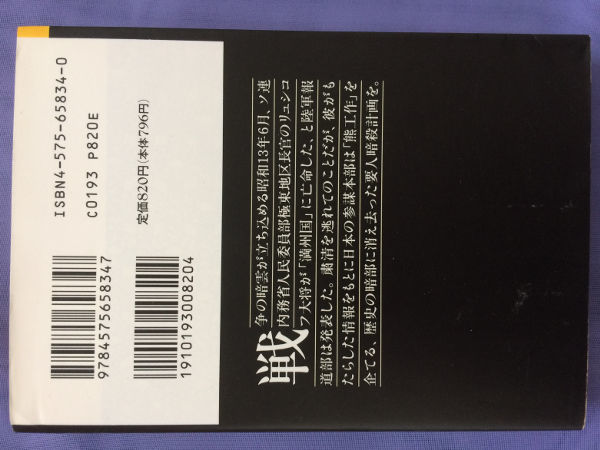 戦争の暗雲が立ち込める昭和13年6月、ソ連
内務省人民委員部極東地区長官のリュシコ
フ大将が「満州国」に亡命した、と陸軍報
道部は発表した。粛清を逃れてのことだが、彼がも
たらした情報をもとに日本の参謀本部は「熊工作」を
企てる、歴史の暗部に消え去った要人暗殺計画を。
ISBN4-575-65834-0
C0193 P820E
定価820円(本体796円)
9784575658347
1910193008204